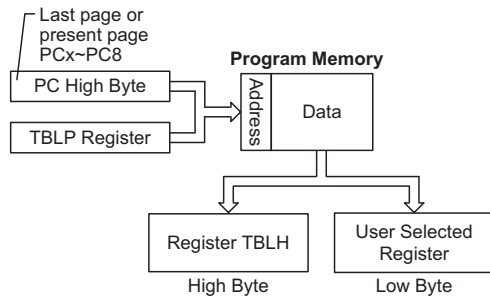 Last page or
present page
PCx~PC8
Program Memory
PC High Byte
TBLP Register
Address
Data
Register TBLH
User Selected
Register
High Byte
Low Byte